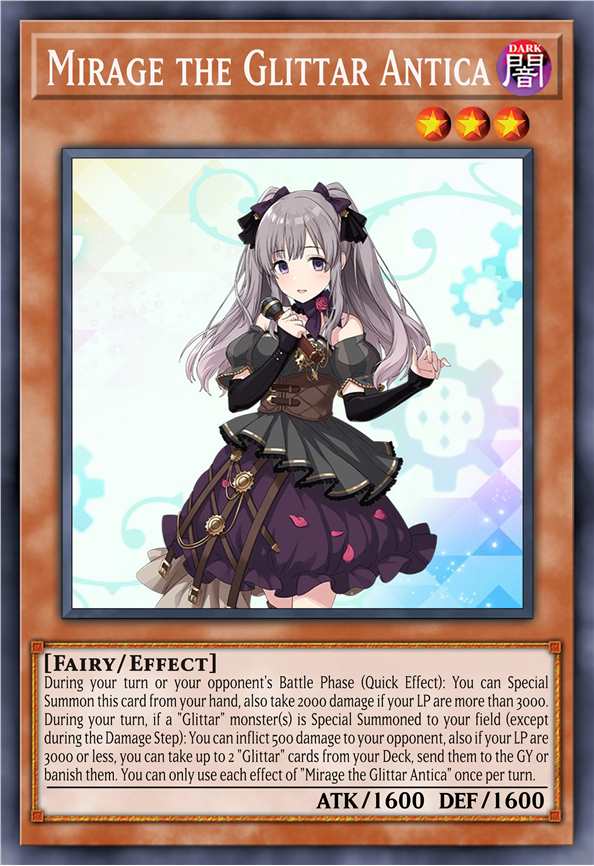 MIRAGE THE GLITTAR ANTICA
DARK
闇
[FAIRY/EFFECT]
During your turn or your opponent's Battle Phase (Quick Effect): You can Special
Summon this card from your hand, also take 2000 damage if your LP are more than 3000.
During your turn, if a "Glittar" monster(s) is Special Summoned to your field (except
during the Damage Step): You can inflict 500 damage to your opponent, also if your LP are
3000 or less, you can take up to 2 "Glittar" cards from your Deck, send them to the GY or
banish them. You can only use each effect of "Mirage the Glittar Antica" once per turn.
ATK/1600 DEF/1600